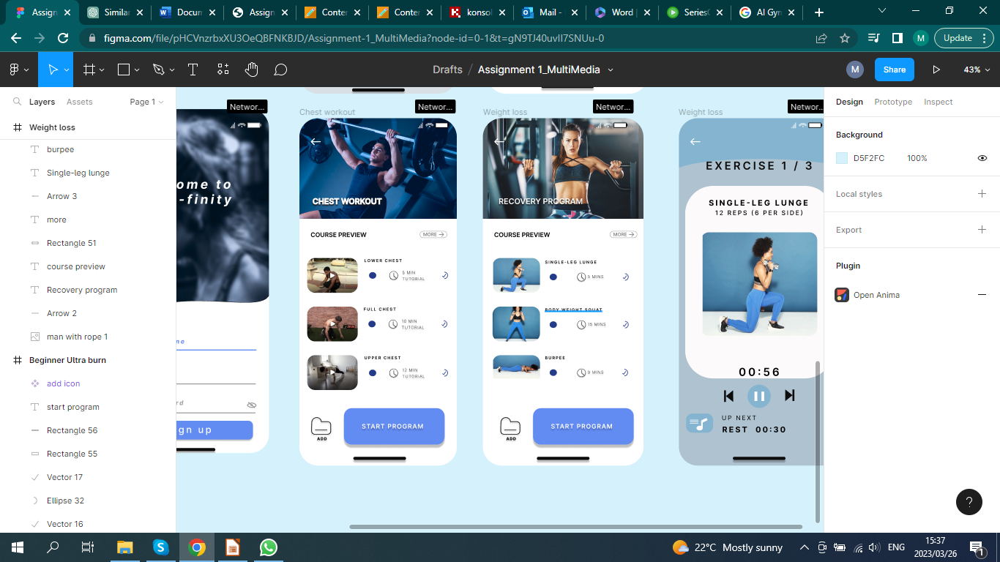 Assign
Similar
Docum
Assign
Conter
Conter
konsol
Mail -
Word
Series
AI Gyn
figma.com/file/pHCVnzrbxXU3OeQBFNKBJD/Assignment-1_MultiMedia?node-id=0-1&t=gN9TJ40uvlI7SNUu-0
M
Update
Drafts / Assignment 1_MultiMedia
M
Share
43%
Layers
Assets
Page 1
Weight loss
burpee
Single-leg lunge
Arrow 3
more
Rectangle 51
course preview
Recovery program
Arrow 2
man with rope 1
Beginner Ultra burn
add icon
start program
Rectangle 56
Rectangle 55
Vector 17
Ellipse 32
Vector 16
Networ...
ome to
-finity
me
rd
gn up
Chest workout
Networ...
CHEST WORKOUT
COURSE PREVIEW
MORE
LOWER CHEST
5 MIN
TUTORIAL
FULL CHEST
10 MIN
TUTORIAL
UPPER CHEST
12 MIN
TUTORIAL
ADD
START PROGRAM
Weight loss
Networ...
RECOVERY PROGRAM
COURSE PREVIEW
MORE
SINGLE-LEG LUNGE
5 MINS
BODY WEIGHT SQUAT
15 MINS
BURPEE
9 MINS
ADD
START PROGRAM
Weight loss
Networ
EXERCISE 1 / 3
SINGLE-LEG LUNGE
12 REPS (6 PER SIDE)
00:56
UP NEXT
REST 00:30
Design
Prototype
Inspect
Background
D5F2FC
100%
Local styles
Export
Plugin
Open Anima
?
22°C Mostly sunny
ENG
15:37
2023/03/26
1